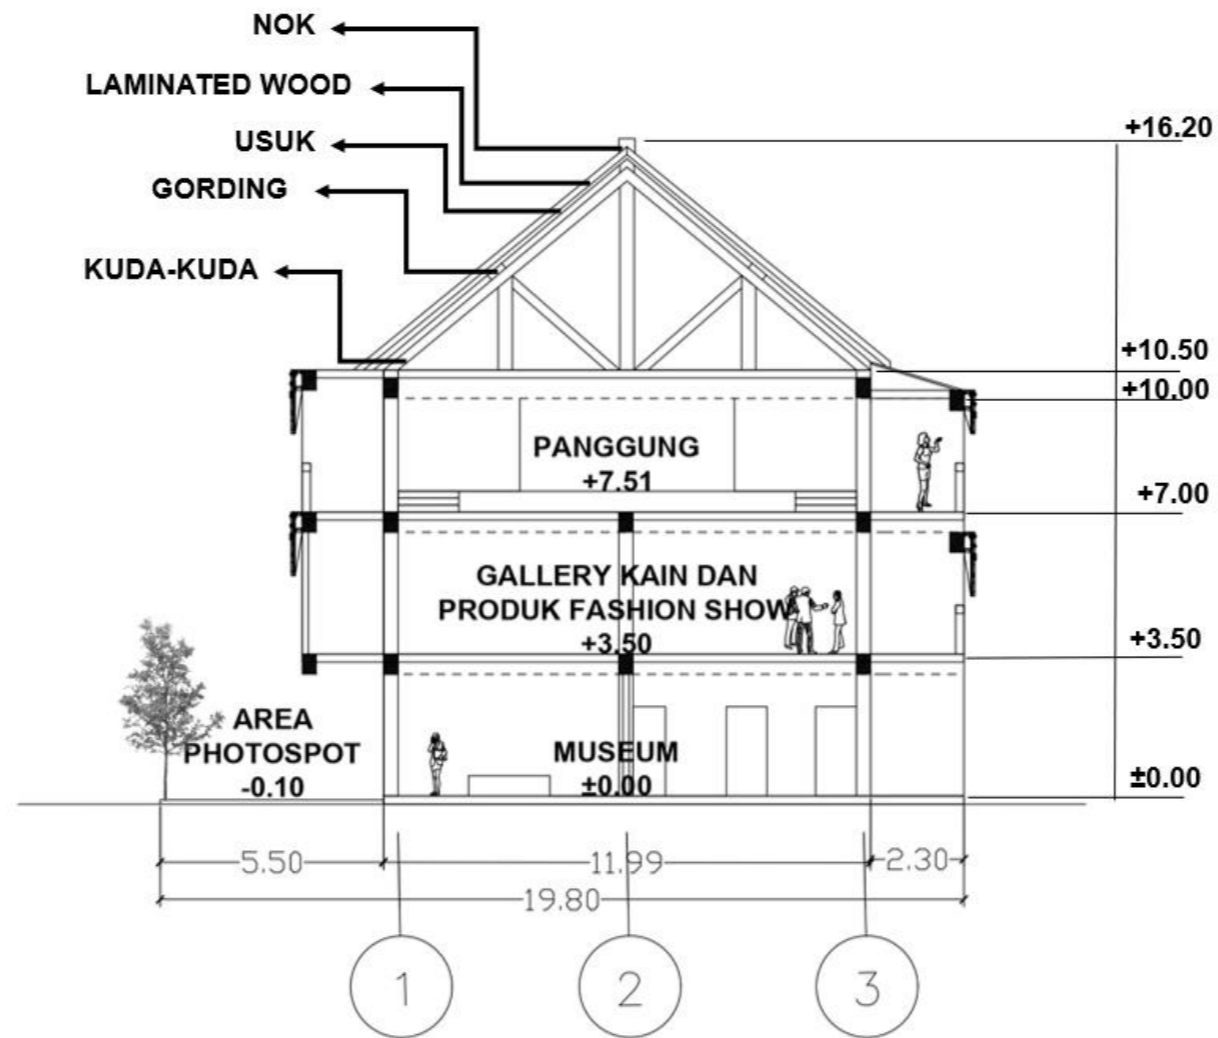 NOK
LAMINATED WOOD
USUK
GORDING
KUDA-KUDA
+16.20
+10.50
+10.00
PANGGUNG
+7.51
+7.00
GALLERY KAIN DAN
PRODUK FASHION SHOW
+3.50
+3.50
AREA
PHOTOSPOT
-0.10
MUSEUM
±0.00
±0.00
5.50
11.99
2.30
19.80
1
2
3